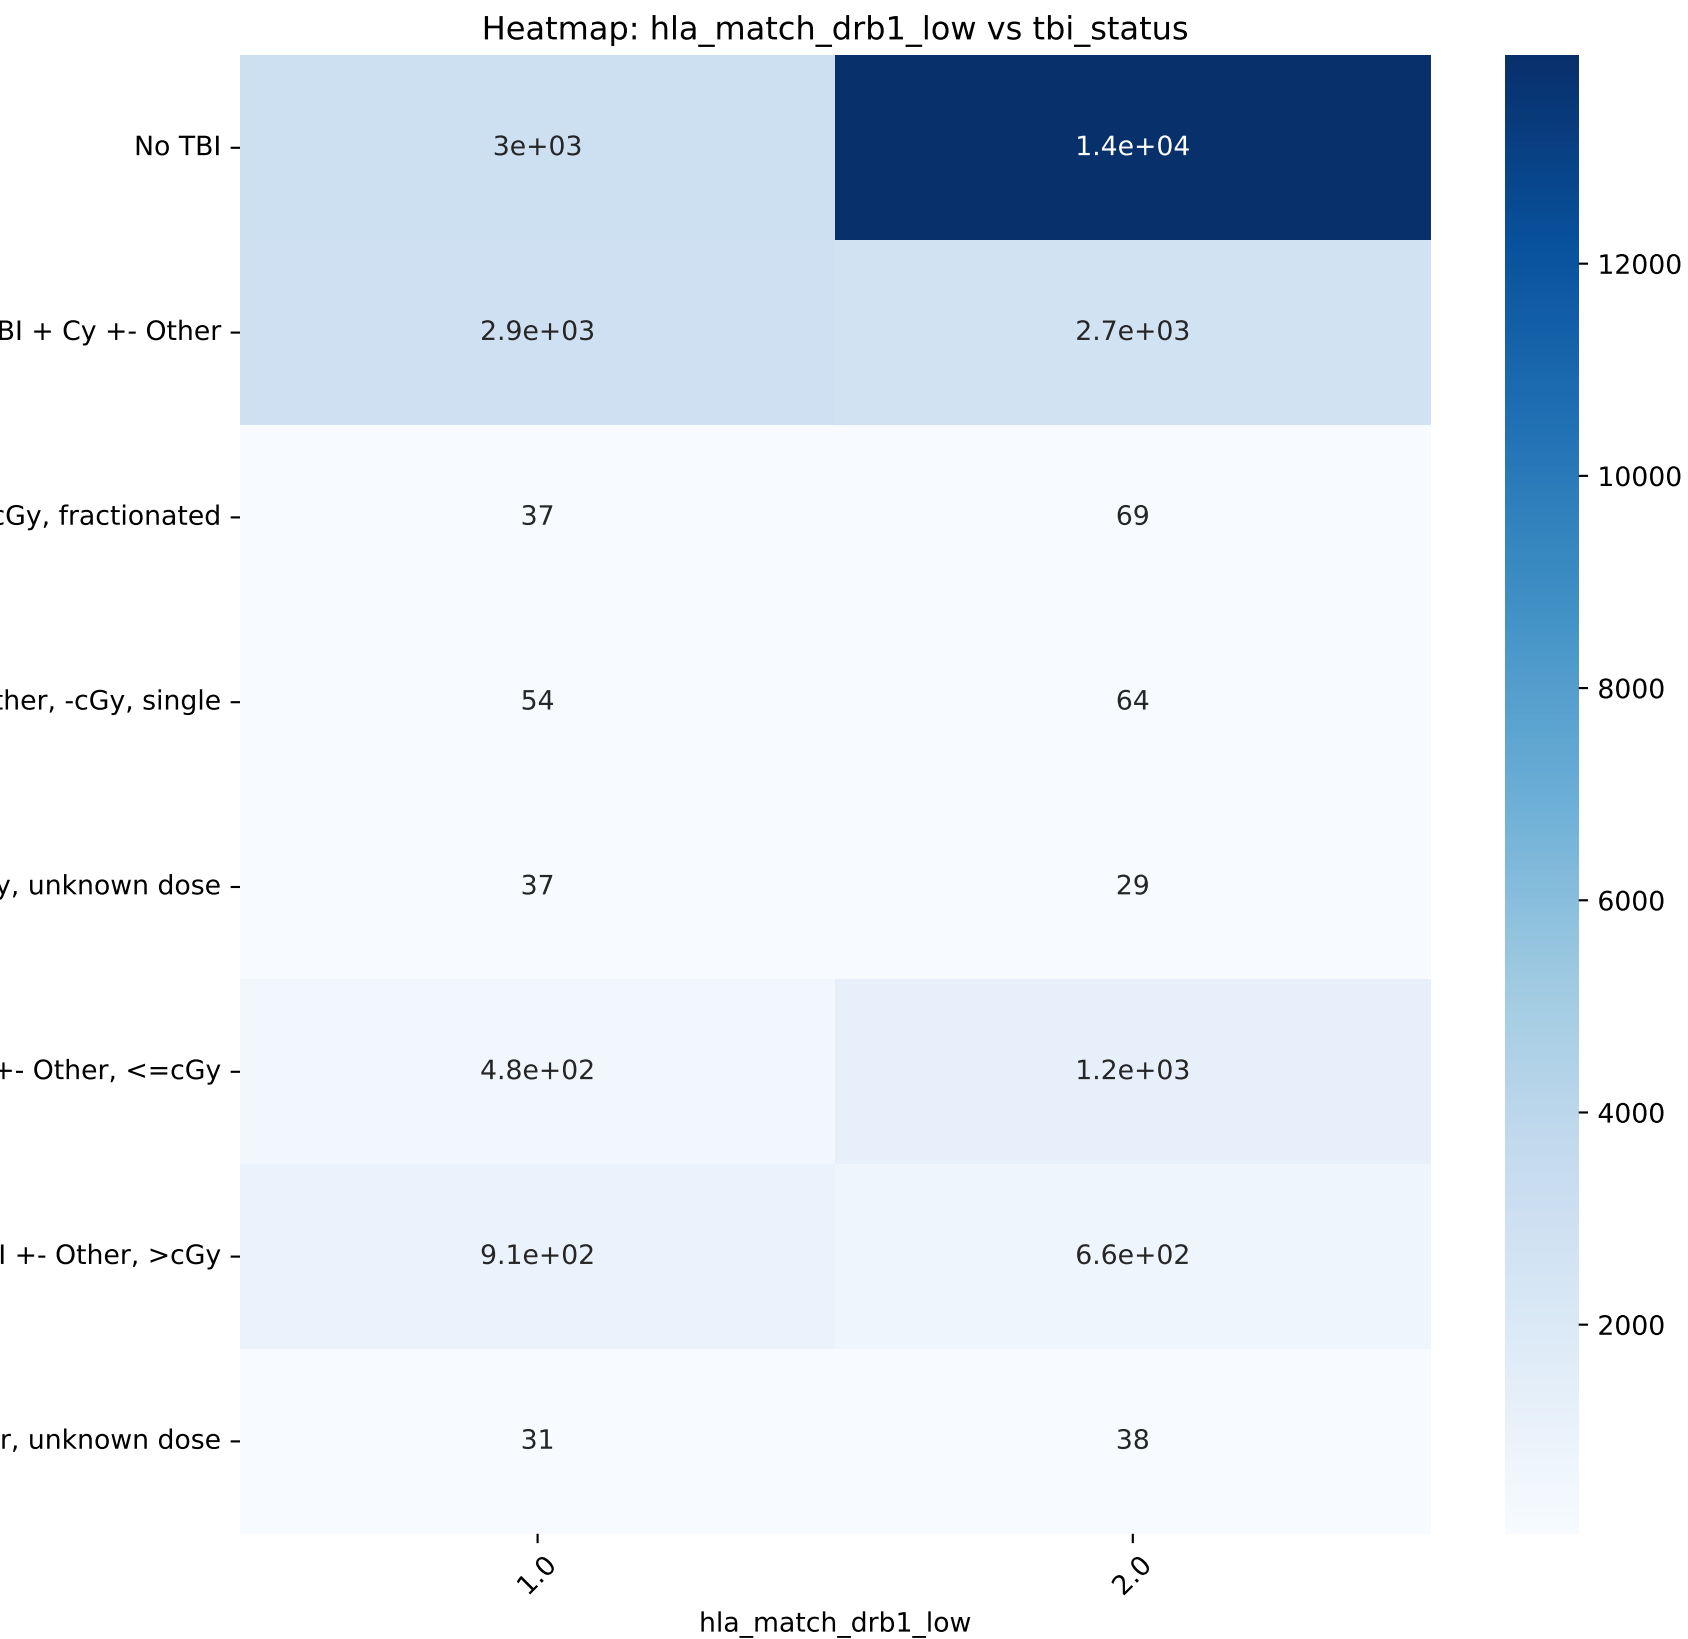 Heatmap: hla_match_drb1_low vs tbi_status
No TBI
3e+03
1.4e+04
BI + Cy +- Other
2.9e+03
2.7e+03
cGy, fractionated
37
69
ther, -cGy, single
54
64
y, unknown dose
37
29
+- Other, <=cGy
4.8e+02
1.2e+03
I +- Other, >cGy
9.1e+02
6.6e+02
r, unknown dose
31
38
1.0
2.0
hla_match_drb1_low
12000
10000
8000
6000
4000
2000